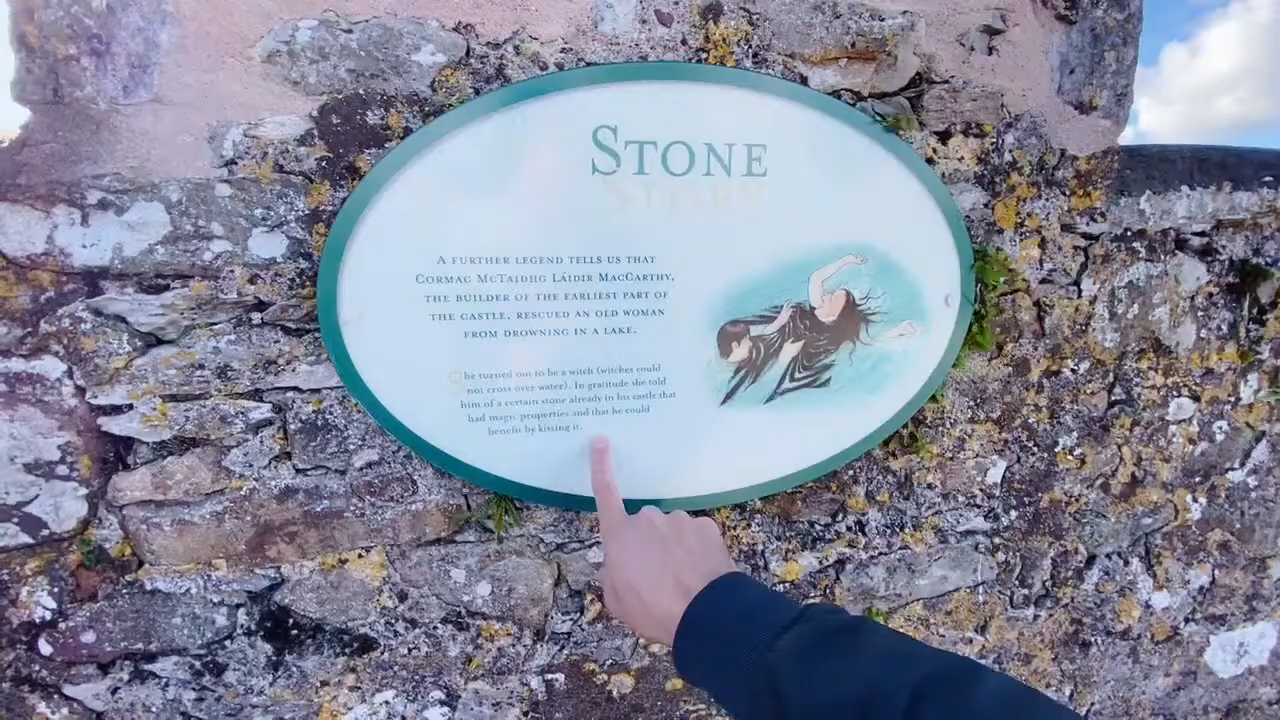 STONE
A FURTHER LEGEND TELLS US THAT
CORMAC MCTAIDHG LÁIDIR MACCARTHY,
THE BUILDER OF THE EARLIEST PART OF
THE CASTLE, RESCUED AN OLD WOMAN
FROM DROWNING IN A LAKE.
She turned out to be a witch (witches could
not cross over water). In gratitude she told
him of a certain stone already in his castle that
had magic properties and that he could
benefit by kissing it.